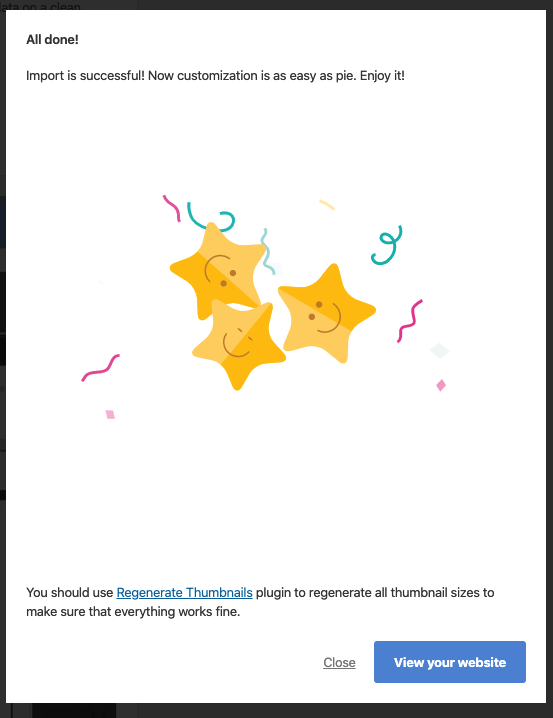 ata on a clean
All done!
Import is successful! Now customization is as easy as pie. Enjoy it!
You should use Regenerate Thumbnails plugin to regenerate all thumbnail sizes to
make sure that everything works fine.
Close
View your website